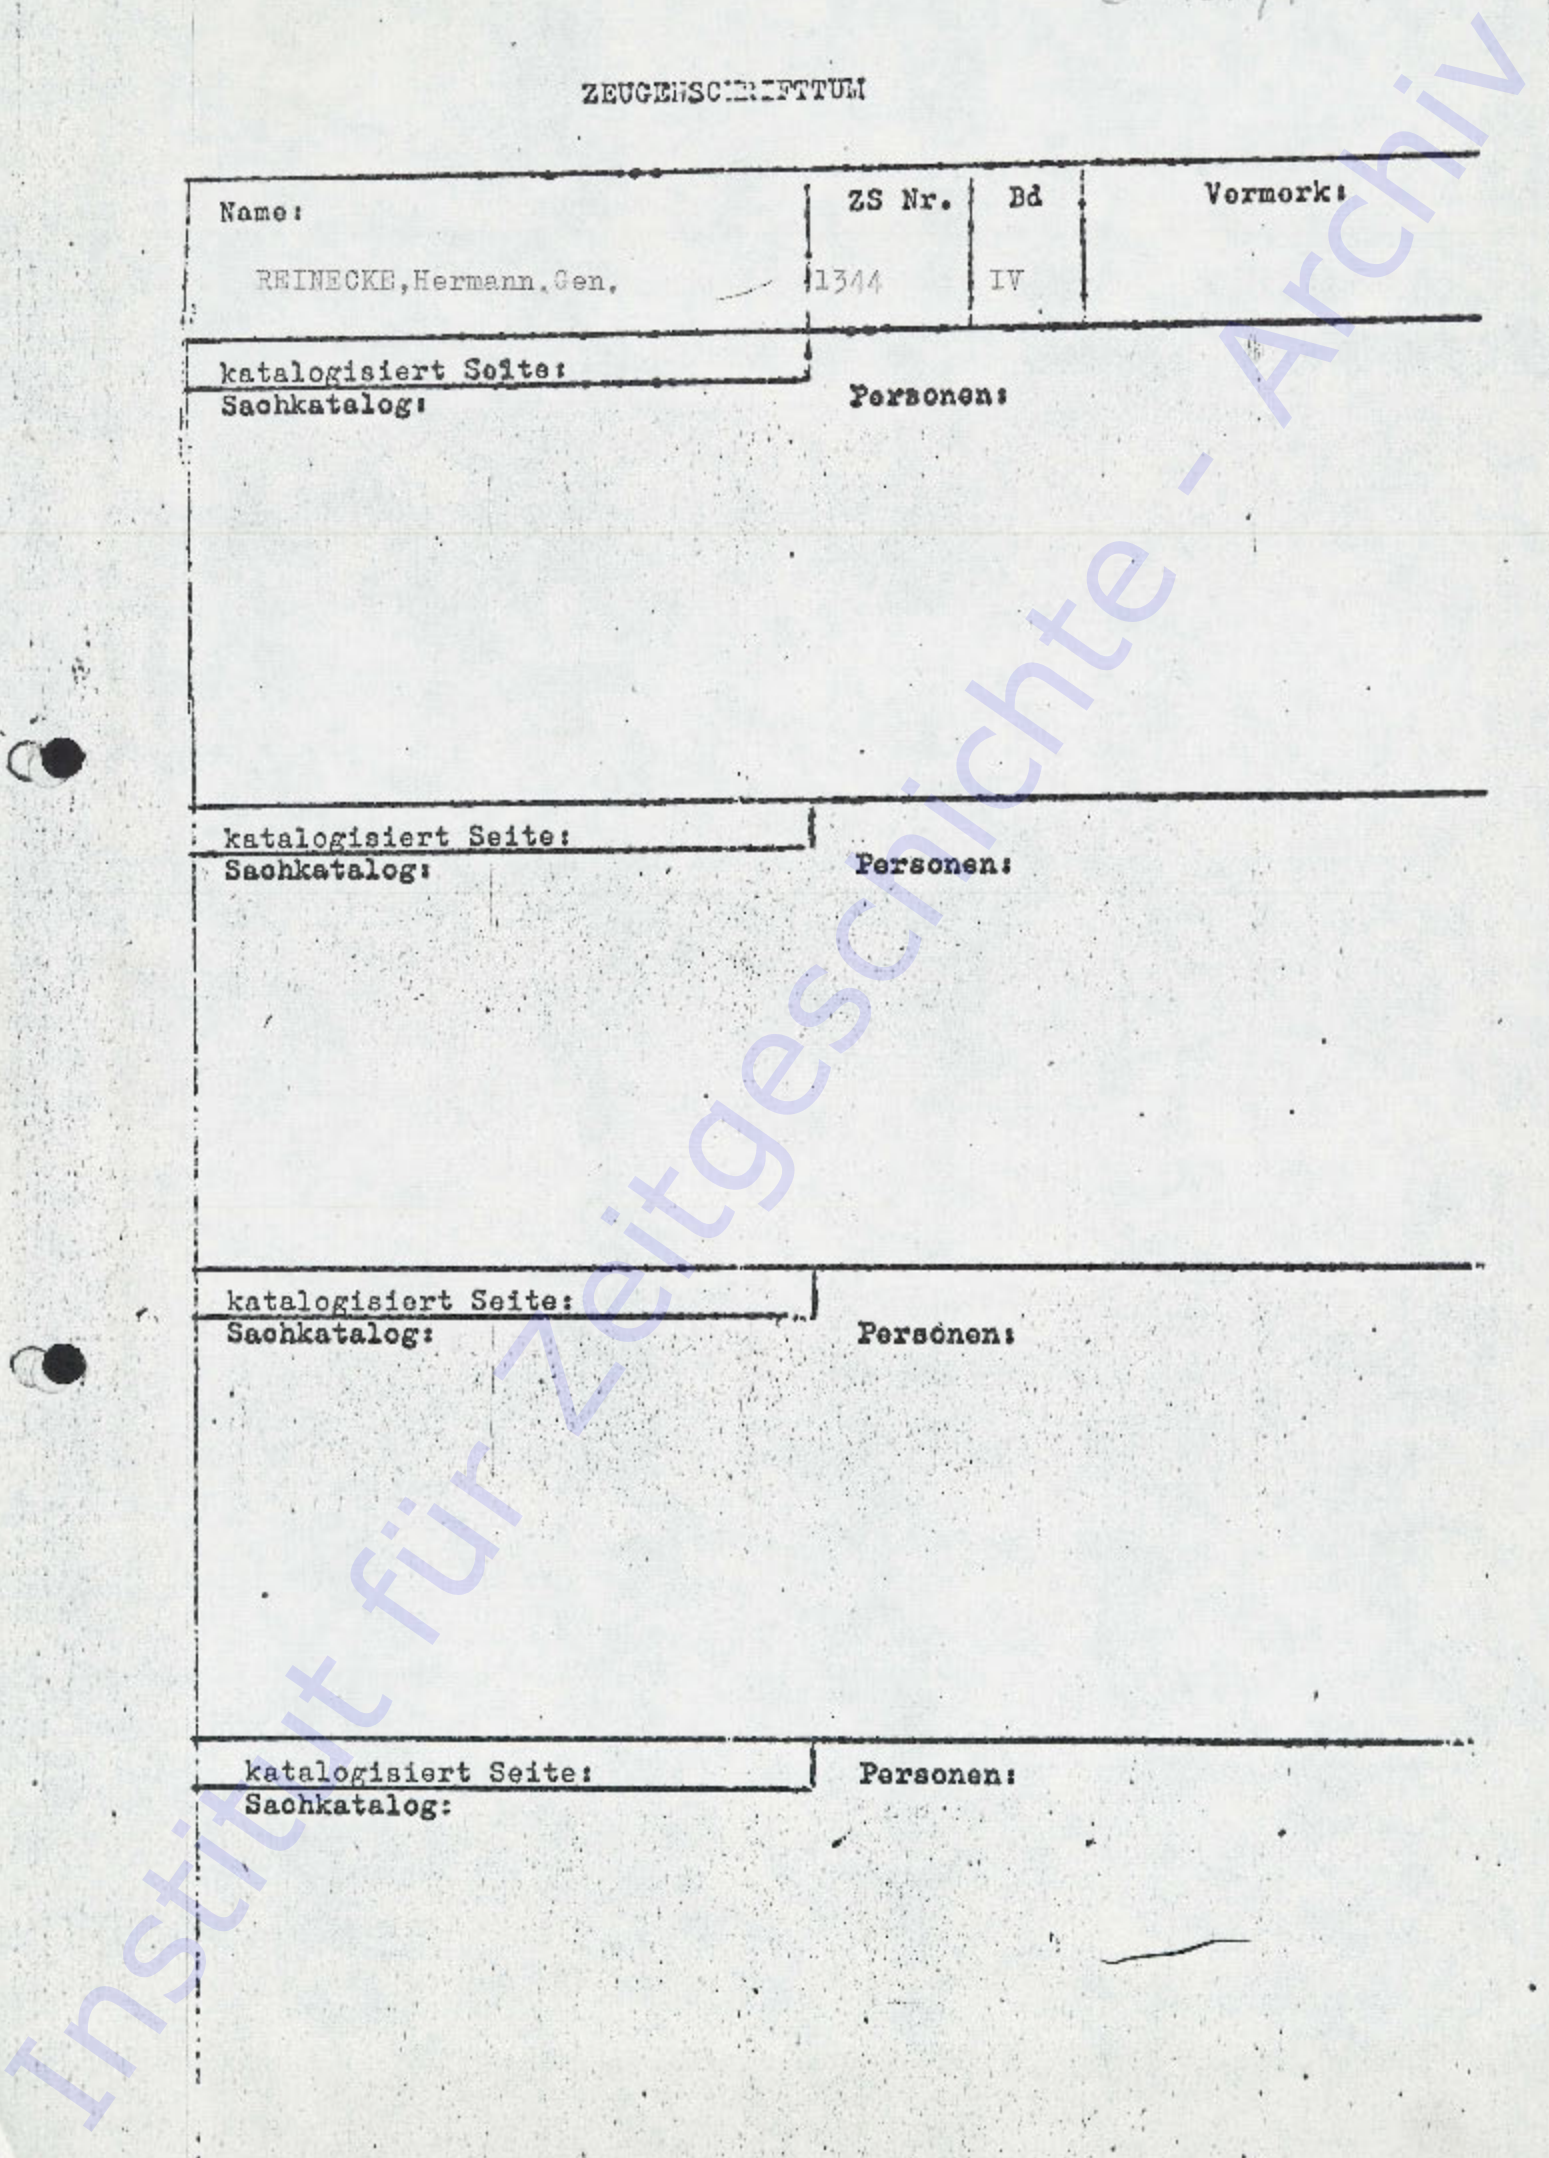 ZEUGENSCHRIFTTUM
Name: ZS Nr. Bd Vermerk:
REINECKE, Hermann, Gen. 1344 IV
katalogisiert Seite:
Sachkatalog: Personen:
katalogisiert Seite:
Sachkatalog: Personen:
katalogisiert Seite:
Sachkatalog: Personen:
katalogisiert Seite: Personen:
Sachkatalog:
Institut für Zeitgeschichte - Archiv